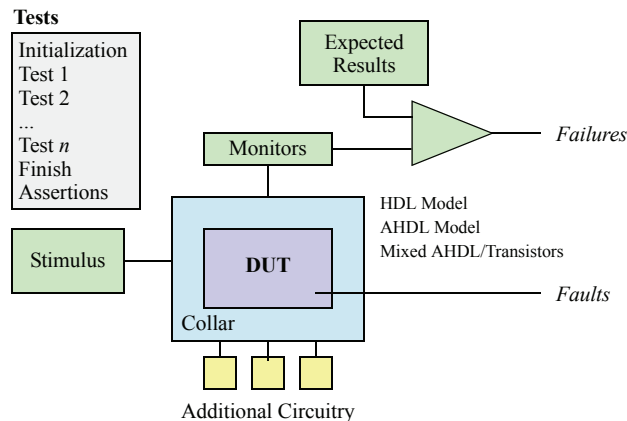 Tests
Initialization
Test 1
Test 2
...
Test n
Finish
Assertions
Expected
Results
Failures
Monitors
HDL Model
AHDL Model
Mixed AHDL/Transistors
Stimulus
DUT
Faults
Collar
Additional Circuitry